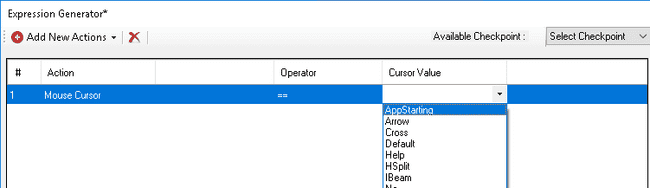 Expression Generator*
Add New Actions Available Checkpoint : Select Checkpoint
# Action Operator Cursor Value
1 Mouse Cursor ==
AppStarting
Arrow
Cross
Default
Help
HSplit
IBeam